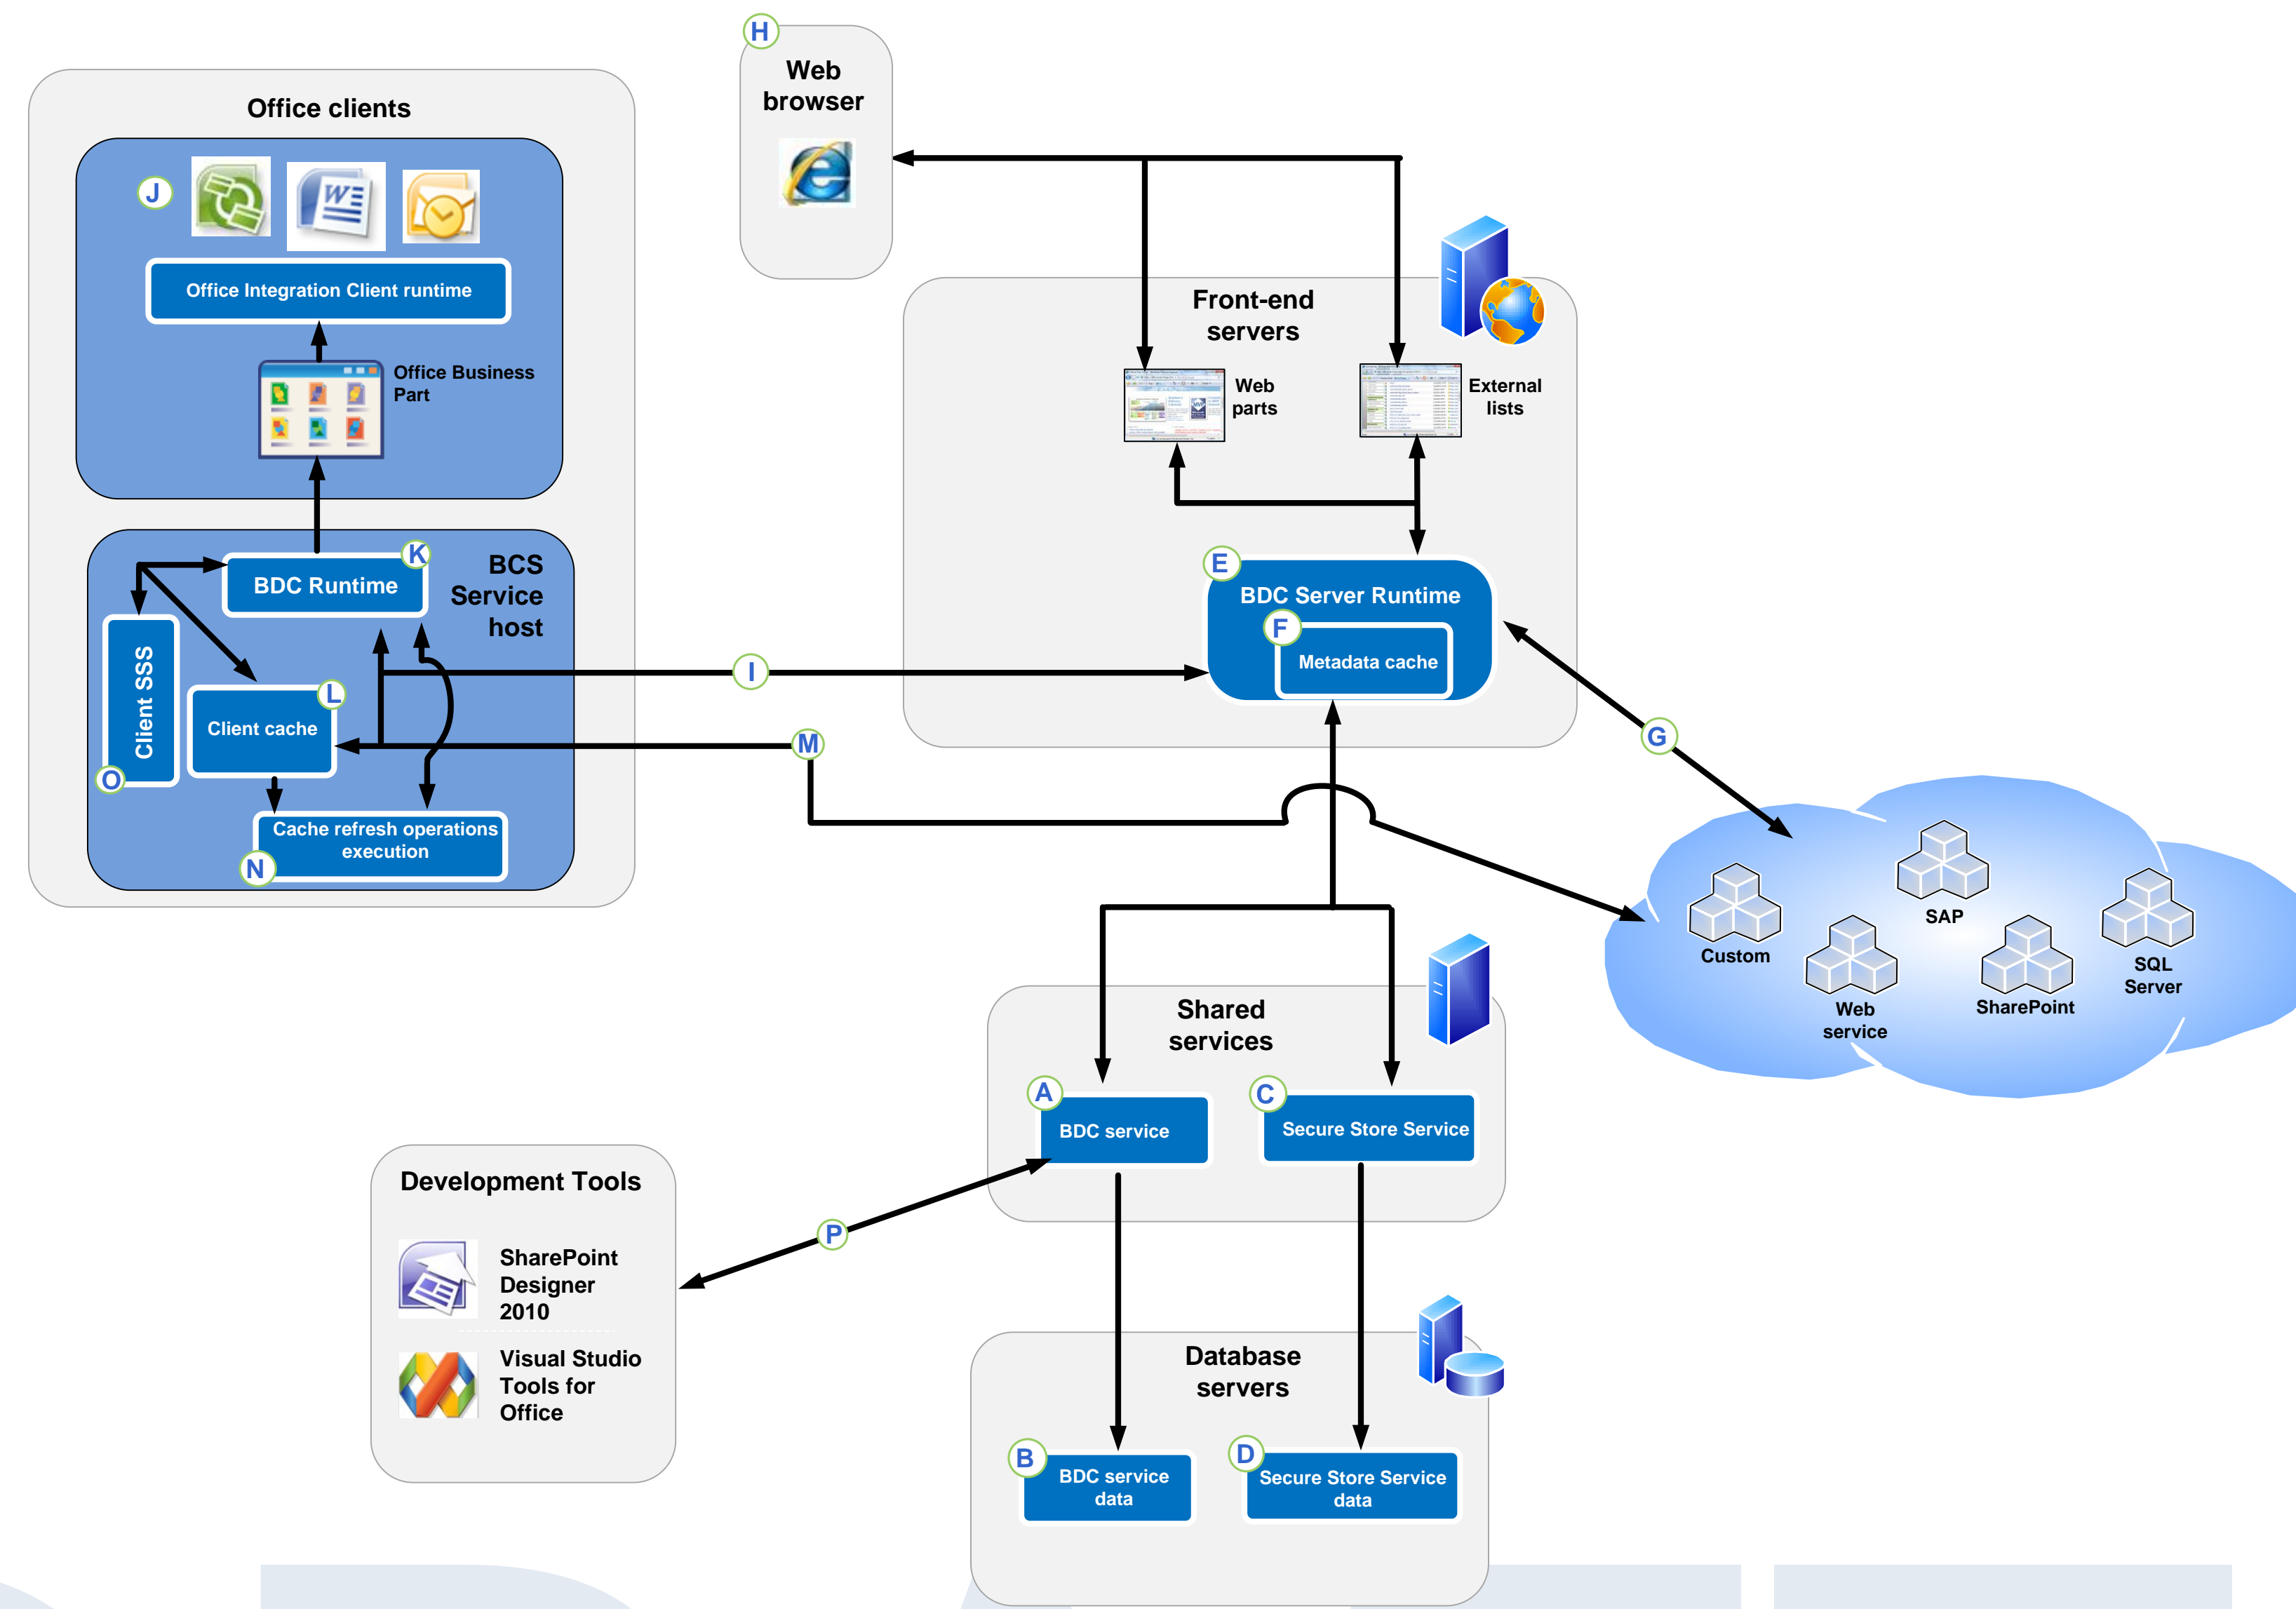 H
Web
browser
Office clients
J
Office Integration Client runtime
Office Business
Part
K
BDC Runtime
BCS
Service
host
Client SSS
O
L
Client cache
Cache refresh operations
execution
N
I
M
Front-end
servers
Web
parts
External
lists
E
BDC Server Runtime
F
Metadata cache
G
Custom
SAP
Web
service
SharePoint
SQL
Server
Shared
services
A
BDC service
C
Secure Store Service
P
Development Tools
SharePoint
Designer
2010
Visual Studio
Tools for
Office
Database
servers
B
BDC service
data
D
Secure Store Service
data